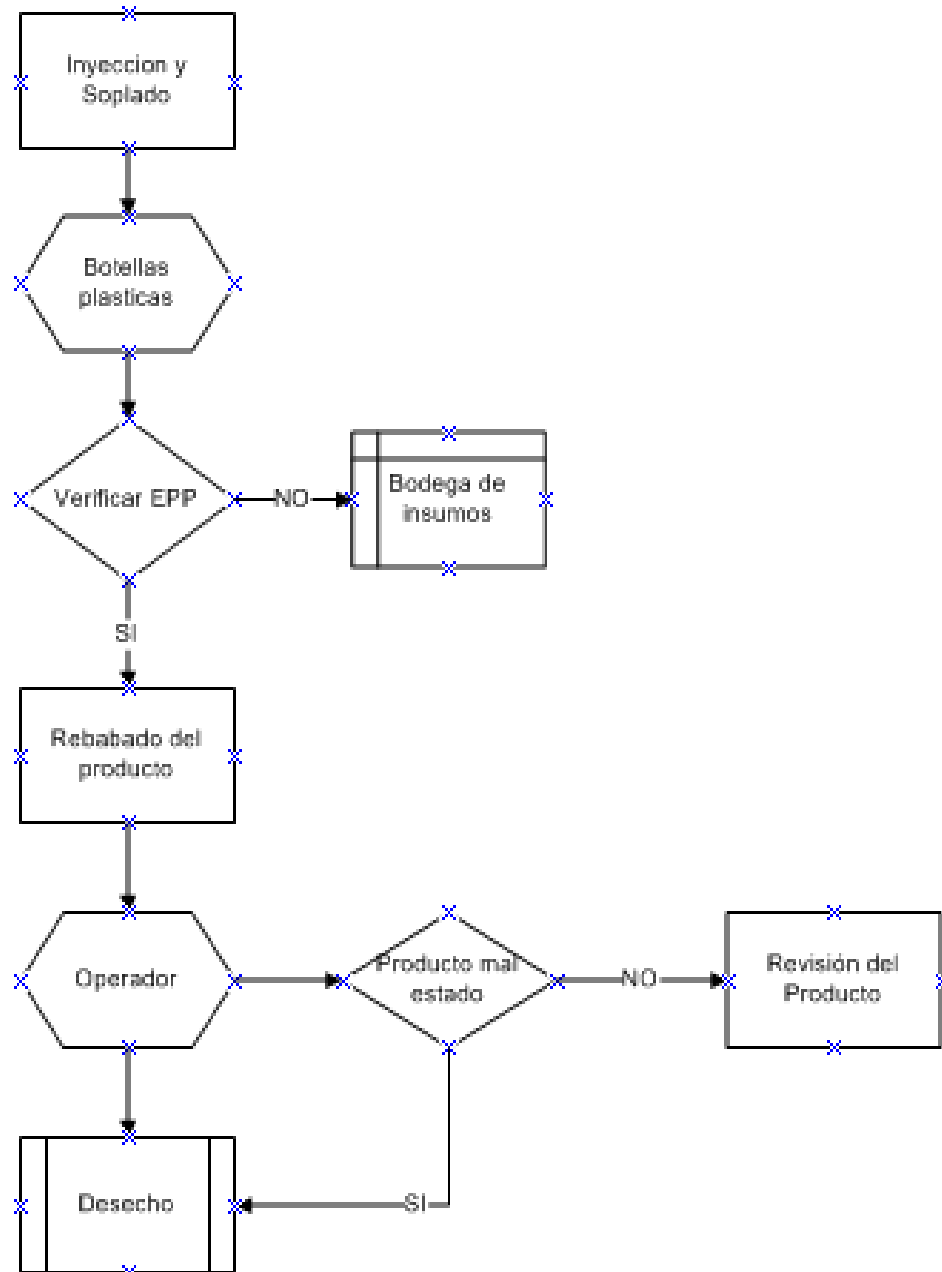 Inyeccion y
Soplado
Botellas
plasticas
Verificar EPP
NO
Bodega de
insumos
SI
Rebabado del
producto
Operador
Producto mal
estado
NO
Revisión del
Producto
Desecho
SI